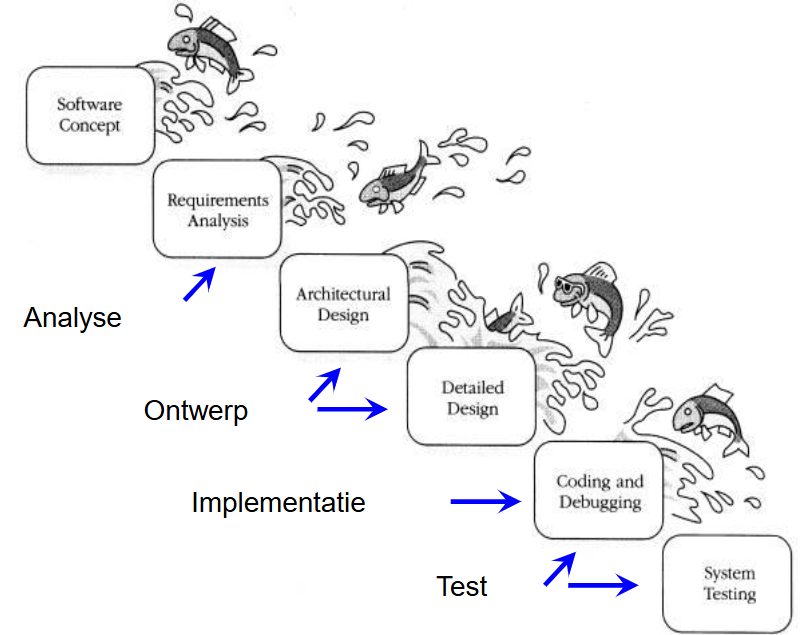 Software
Concept
Requirements
Analysis
Analyse
Architectural
Design
Ontwerp
Detailed
Design
Implementatie
Coding and
Debugging
Test
System
Testing